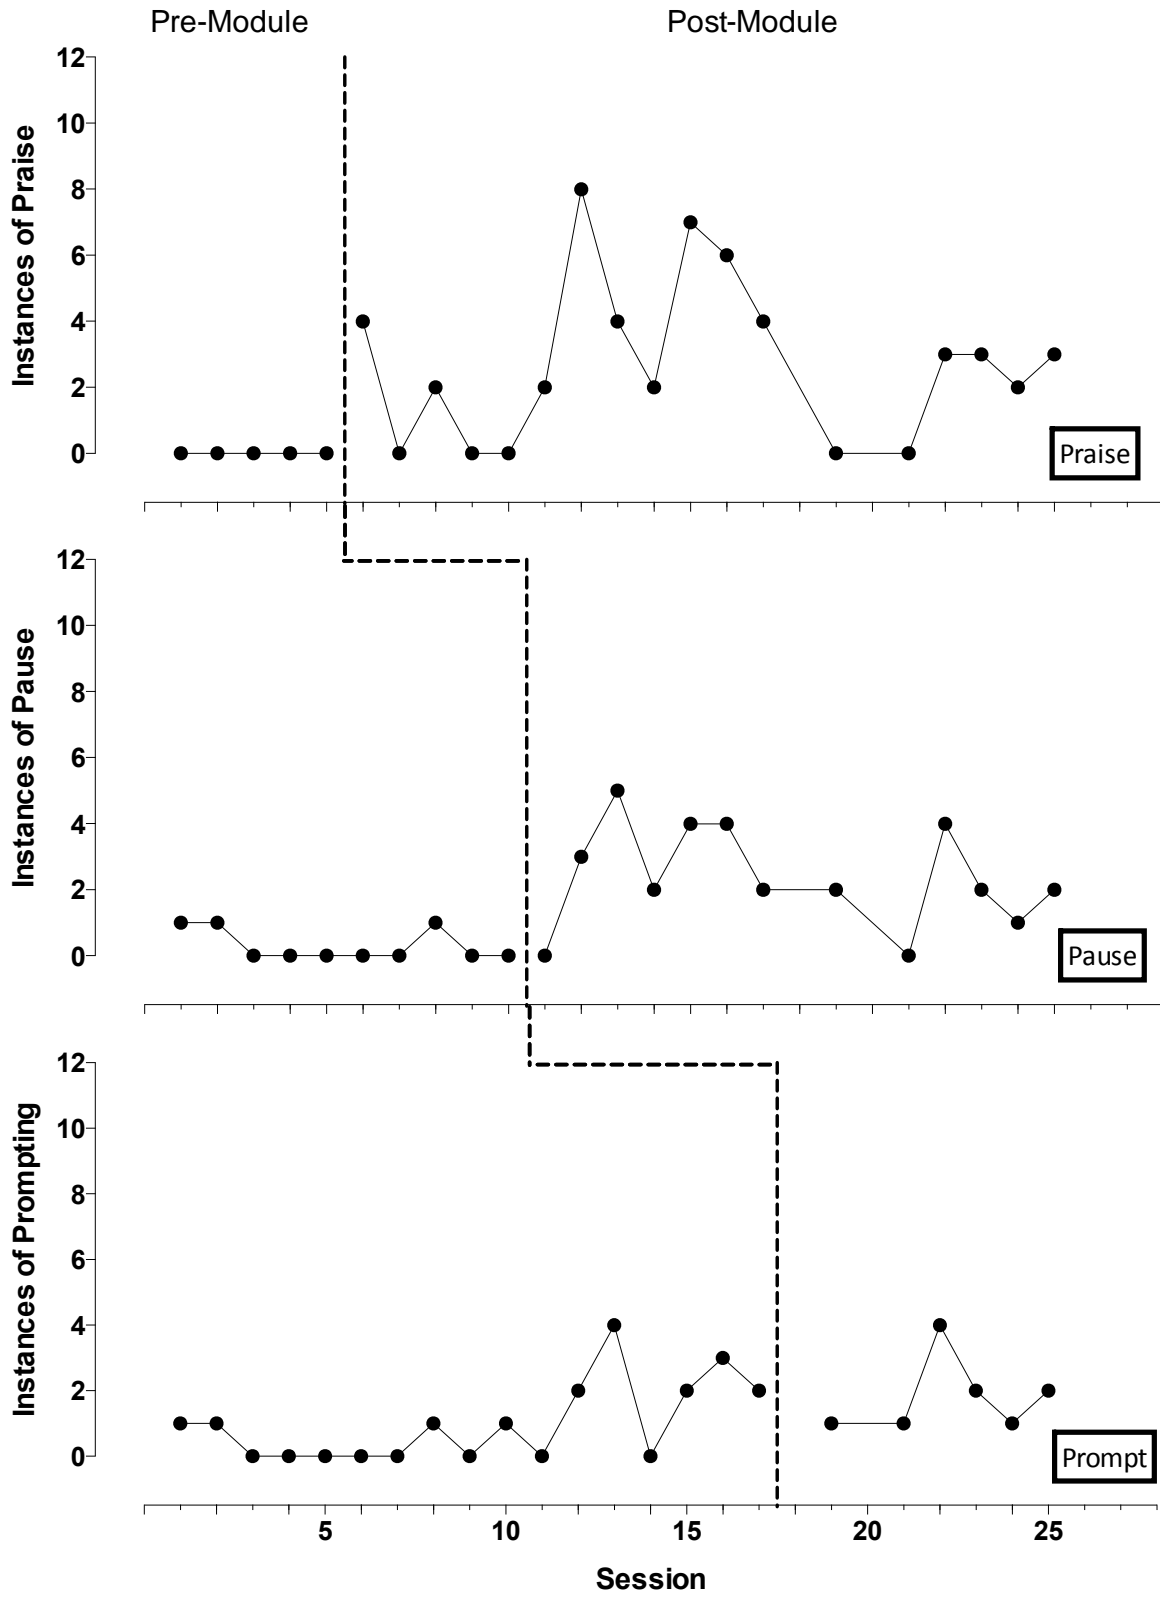 Pre-Module Post-Module
12
10
8
6
4
2
0
Instances of Praise
Praise
12
10
8
6
4
2
0
Instances of Pause
Pause
12
10
8
6
4
2
0
Instances of Prompting
Prompt
5 10 15 20 25
Session